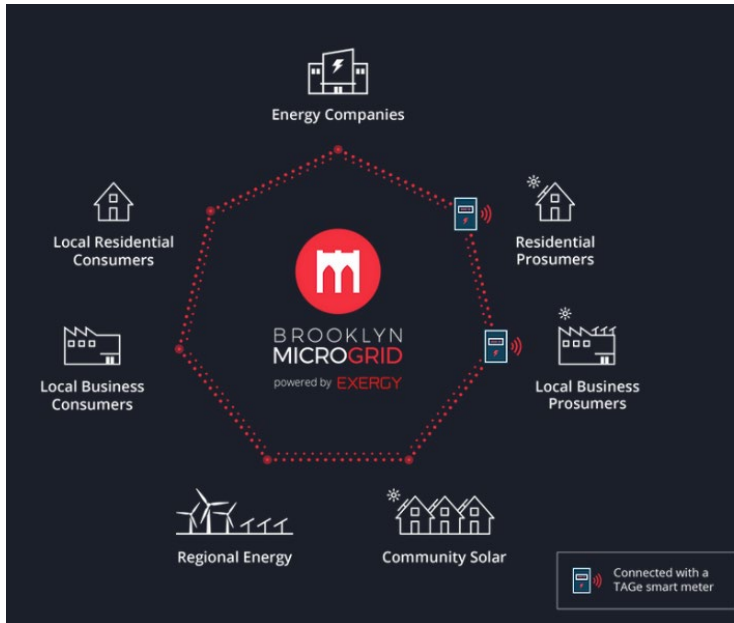 Energy Companies
Local Residential
Consumers
Residential
Prosumers
BROOKLYN
MICROGRID
powered by EXERGY
Local Business
Consumers
Local Business
Prosumers
Regional Energy
Community Solar
Connected with a
TAGe smart meter